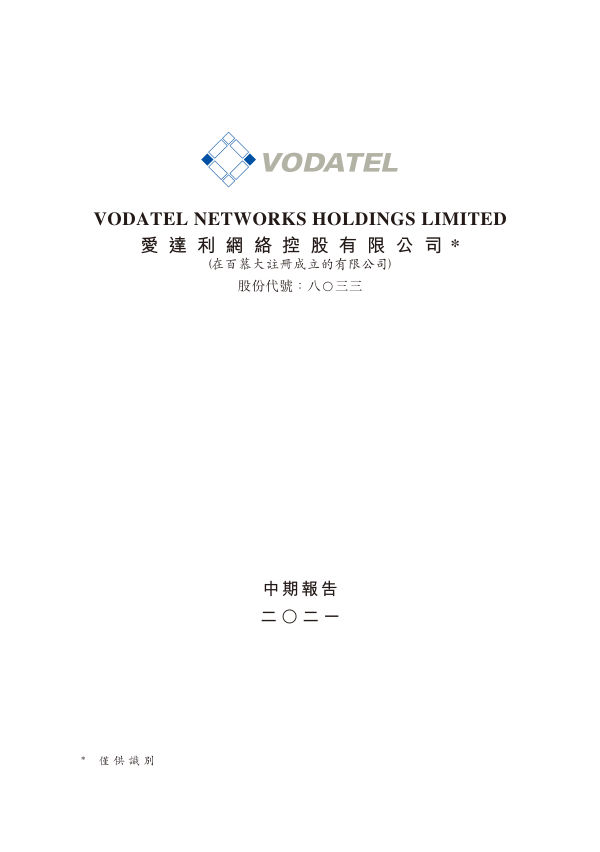 VODATEL
VODATEL NETWORKS HOLDINGS LIMITED
愛達利網絡控股有限公司*
(在百慕大註冊成立的有限公司)
股份代號：八○三三
中期報告
二○二一
* 僅供識別